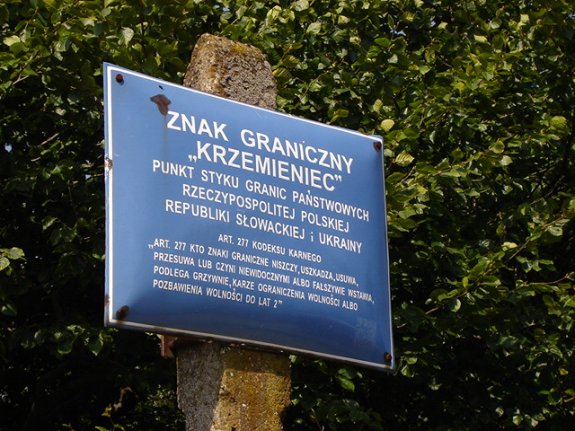 ZNAK GRANICZNY
„KRZEMIENIEC”
PUNKT STYKU GRANIC PAŃSTWOWYCH
RZECZYPOSPOLITEJ POLSKIEJ
REPUBLIKI SŁOWACKIEJ i UKRAINY
ART. 277 KODEKSU KARNEGO
„ART. 277 KTO ZNAKI GRANICZNE NISZCZY, USZKADZA, USUWA,
PRZESUWA LUB CZYNI NIEWIDOCZNYMI ALBO FAŁSZYWIE WSTAWIA,
PODLEGA GRZYWNIE, KARZE OGRANICZENIA WOLNOŚCI ALBO
POZBAWIENIA WOLNOŚCI DO LAT 2”